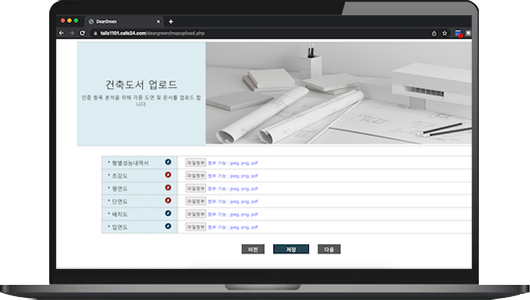 DearGreen
talls1101.cafe24.com/deargreen/mapupload.php
건축도서 업로드
인증 항목 분석을 위해 각종 도면 및 문서를 업로드 합
니다.
* 형별성능내역서 파일첨부 첨부 가능 : jpeg, png, pdf
* 조감도 파일첨부 첨부 가능 : jpeg, png, pdf
* 평면도 파일첨부 첨부 가능 : jpeg, png, pdf
* 단면도 파일첨부 첨부 가능 : jpeg, png, pdf
* 배치도 파일첨부 첨부 가능 : jpeg, png, pdf
* 입면도 파일첨부 첨부 가능 : jpeg, png, pdf
이전 저장 다음